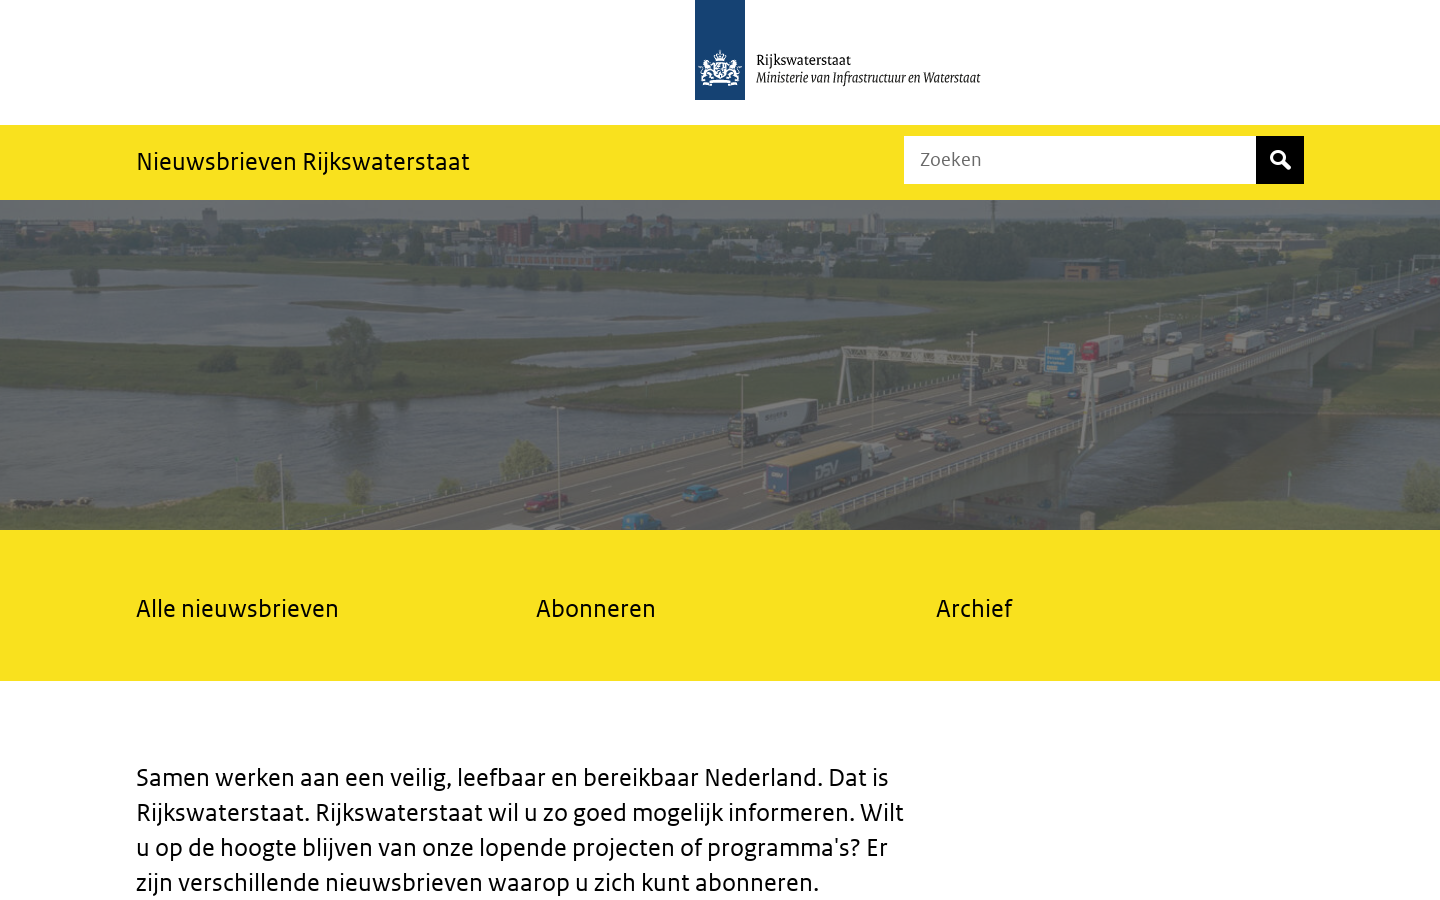 Rijkswaterstaat
Ministerie van Infrastructuur en Waterstaat
Nieuwsbrieven Rijkswaterstaat
Zoeken
DSV
Alle nieuwsbrieven
Abonneren
Archief
Samen werken aan een veilig, leefbaar en bereikbaar Nederland. Dat is
Rijkswaterstaat. Rijkswaterstaat wil u zo goed mogelijk informeren. Wilt
u op de hoogte blijven van onze lopende projecten of programma's? Er
zijn verschillende nieuwsbrieven waarop u zich kunt abonneren.